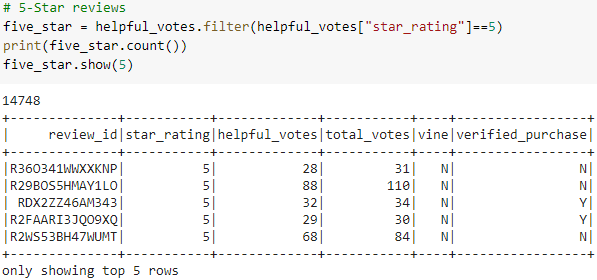 # 5-Star reviews
five_star = helpful_votes.filter(helpful_votes["star_rating"]==5)
print(five_star.count())
five_star.show(5)
14748
+--------------+-----------+-------------+-----------+----+-----------------+
|     review_id|star_rating|helpful_votes|total_votes|vine|verified_purchase|
+--------------+-----------+-------------+-----------+----+-----------------+
|R36O341WWXXKNP|          5|           28|         31|   N|                N|
|R29BOS5HMAY1LO|          5|           88|        110|   N|                N|
| RDX2ZZ46AM343|          5|           32|         34|   N|                Y|
|R2FAARI3JQO9XQ|          5|           29|         30|   N|                Y|
|R2WS53BH47WUMT|          5|           68|         84|   N|                N|
+--------------+-----------+-------------+-----------+----+-----------------+
only showing top 5 rows